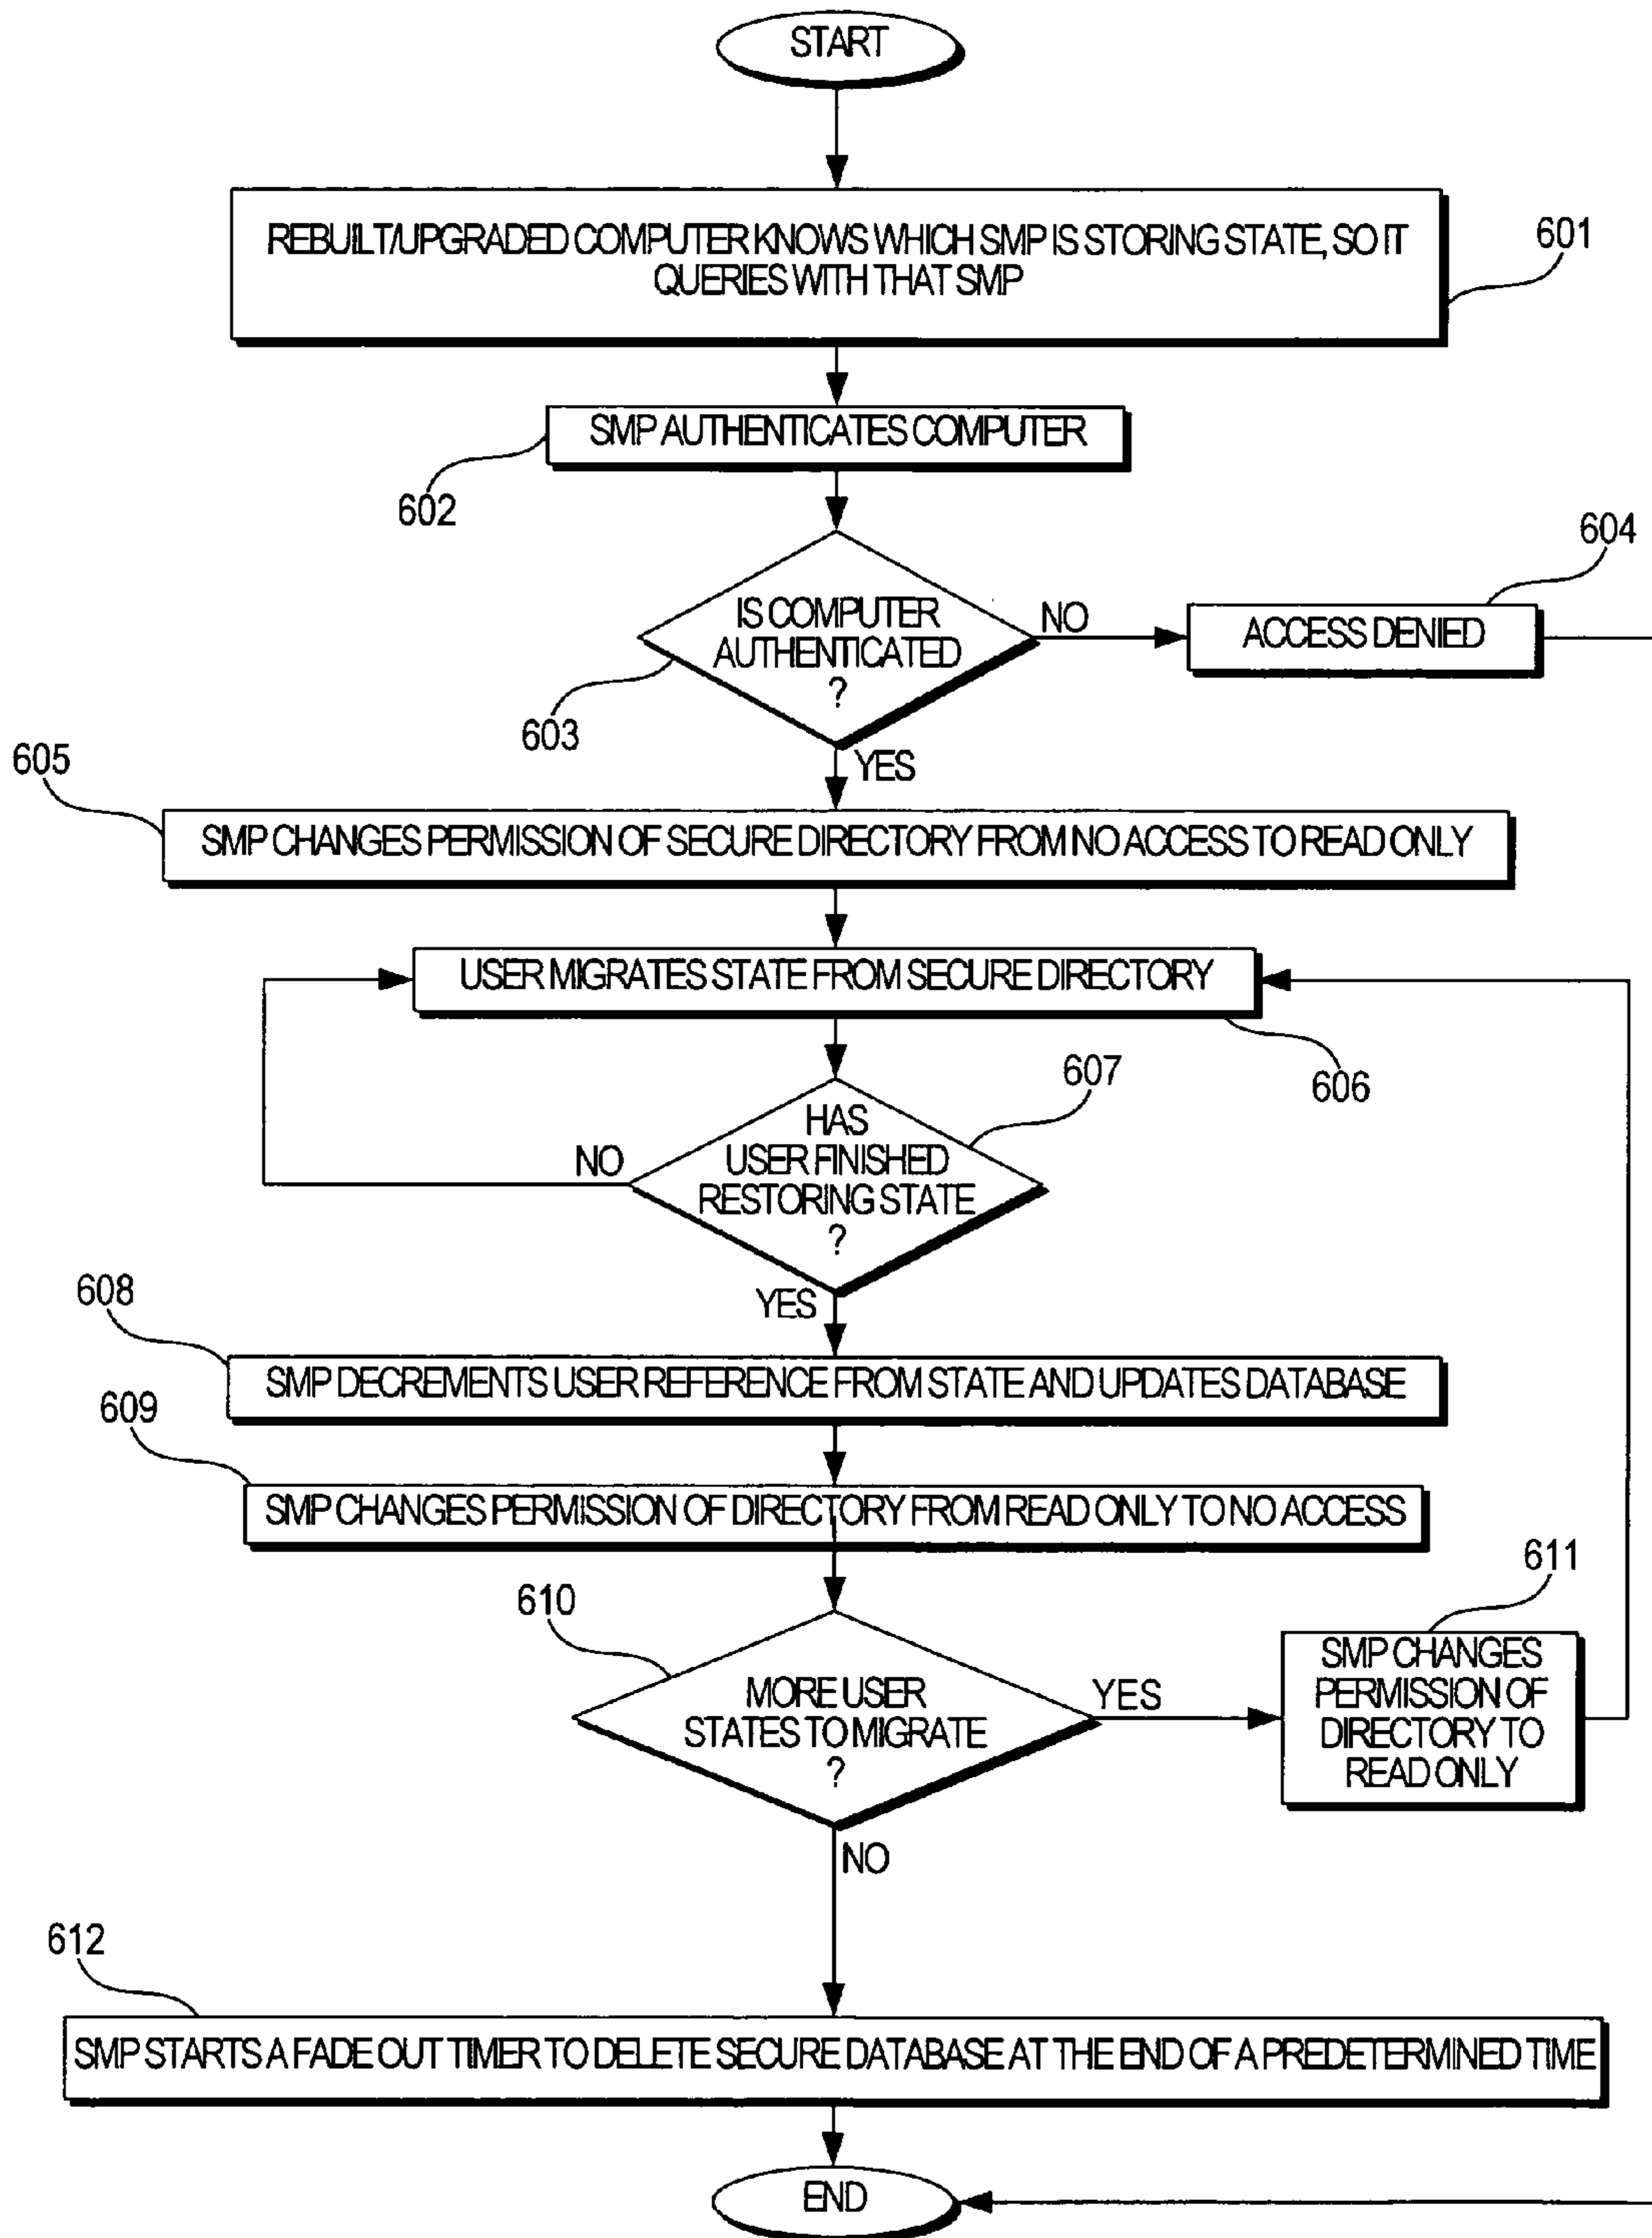 START
REBUILT/UPGRADED COMPUTER KNOWS WHICH SMP IS STORING STATE, SO IT
QUERIES WITH THAT SMP
601
SMP AUTHENTICATES COMPUTER
602
IS COMPUTER
AUTHENTICATED
?
603
NO
604
ACCESS DENIED
YES
605
SMP CHANGES PERMISSION OF SECURE DIRECTORY FROM NO ACCESS TO READ ONLY
USER MIGRATES STATE FROM SECURE DIRECTORY
606
607
HAS
USER FINISHED
RESTORING STATE
?
NO
YES
608
SMP DECREMENTS USER REFERENCE FROM STATE AND UPDATES DATABASE
609
SMP CHANGES PERMISSION OF DIRECTORY FROM READ ONLY TO NO ACCESS
610
MORE USER
STATES TO MIGRATE
?
YES
611
SMP CHANGES
PERMISSION OF
DIRECTORY TO
READ ONLY
NO
612
SMP STARTS A FADE OUT TIMER TO DELETE SECURE DATABASE AT THE END OF A PREDETERMINED TIME
END